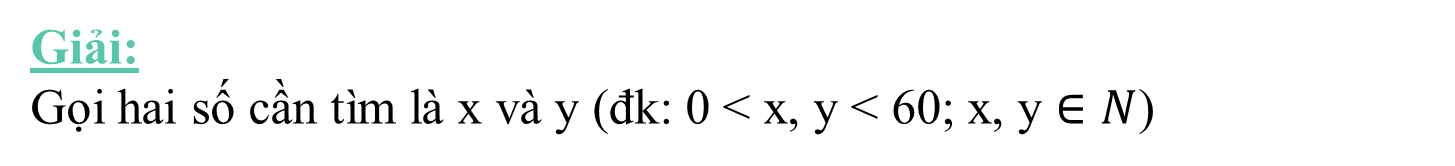 Giải:
Gọi hai số cần tìm là x và y (đk: 0 < x, y < 60; x, y ∈ N)